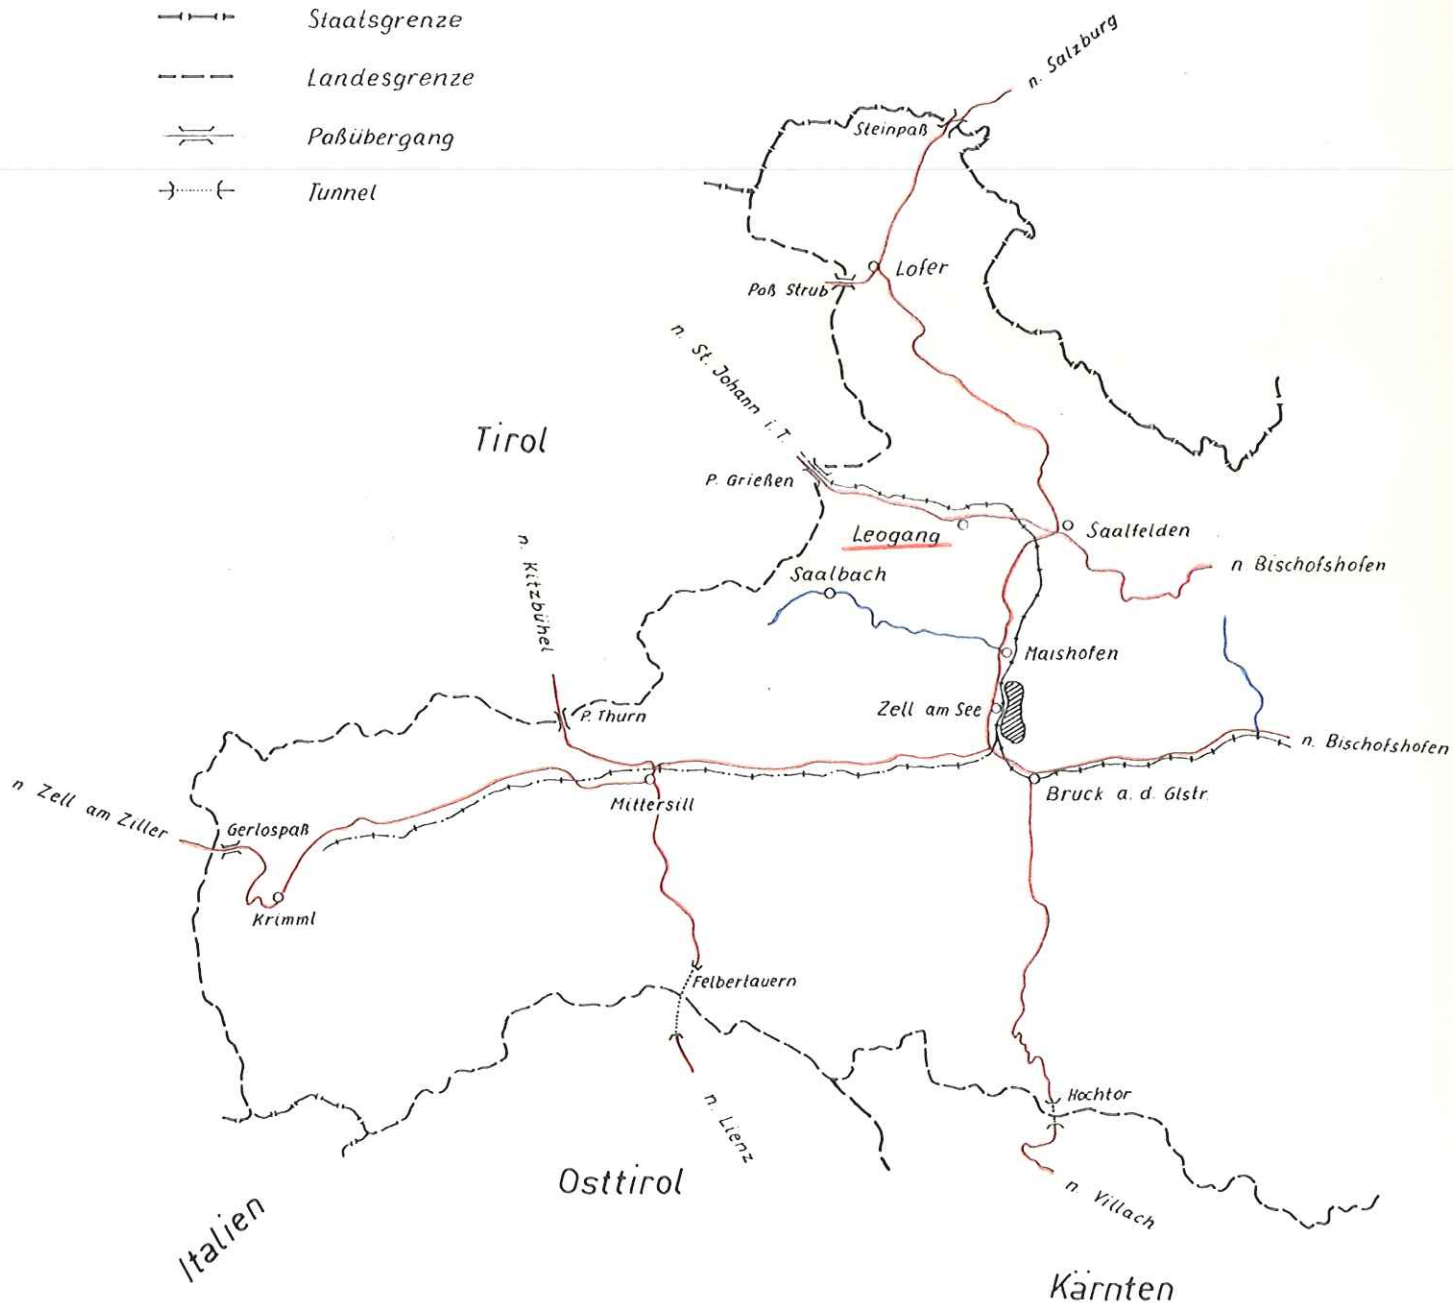 Staatsgrenze
Landesgrenze
Paßübergang
Tunnel
n. Salzburg
Steinpaß
Lofer
Paß Strub
n. St. Johann i. T.
Tirol
P. Grießen
Leogang
Saalfelden
n. Kitzbühel
n Bischofshofen
Saalbach
Maishofen
P. Thurn
Zell am See
n. Bischofshofen
n Zell am Ziller
Gerlospaß
Mittersill
Bruck a. d. Glstr.
Krimml
Felbertauern
Hochtor
n. Lienz
Osttirol
n. Villach
Italien
Kärnten